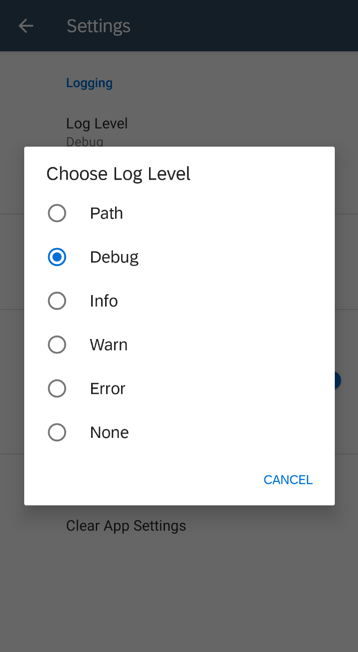 Settings
Logging
Log Level
Debug
Choose Log Level
Path
Debug
Info
Warn
Error
None
CANCEL
Clear App Settings